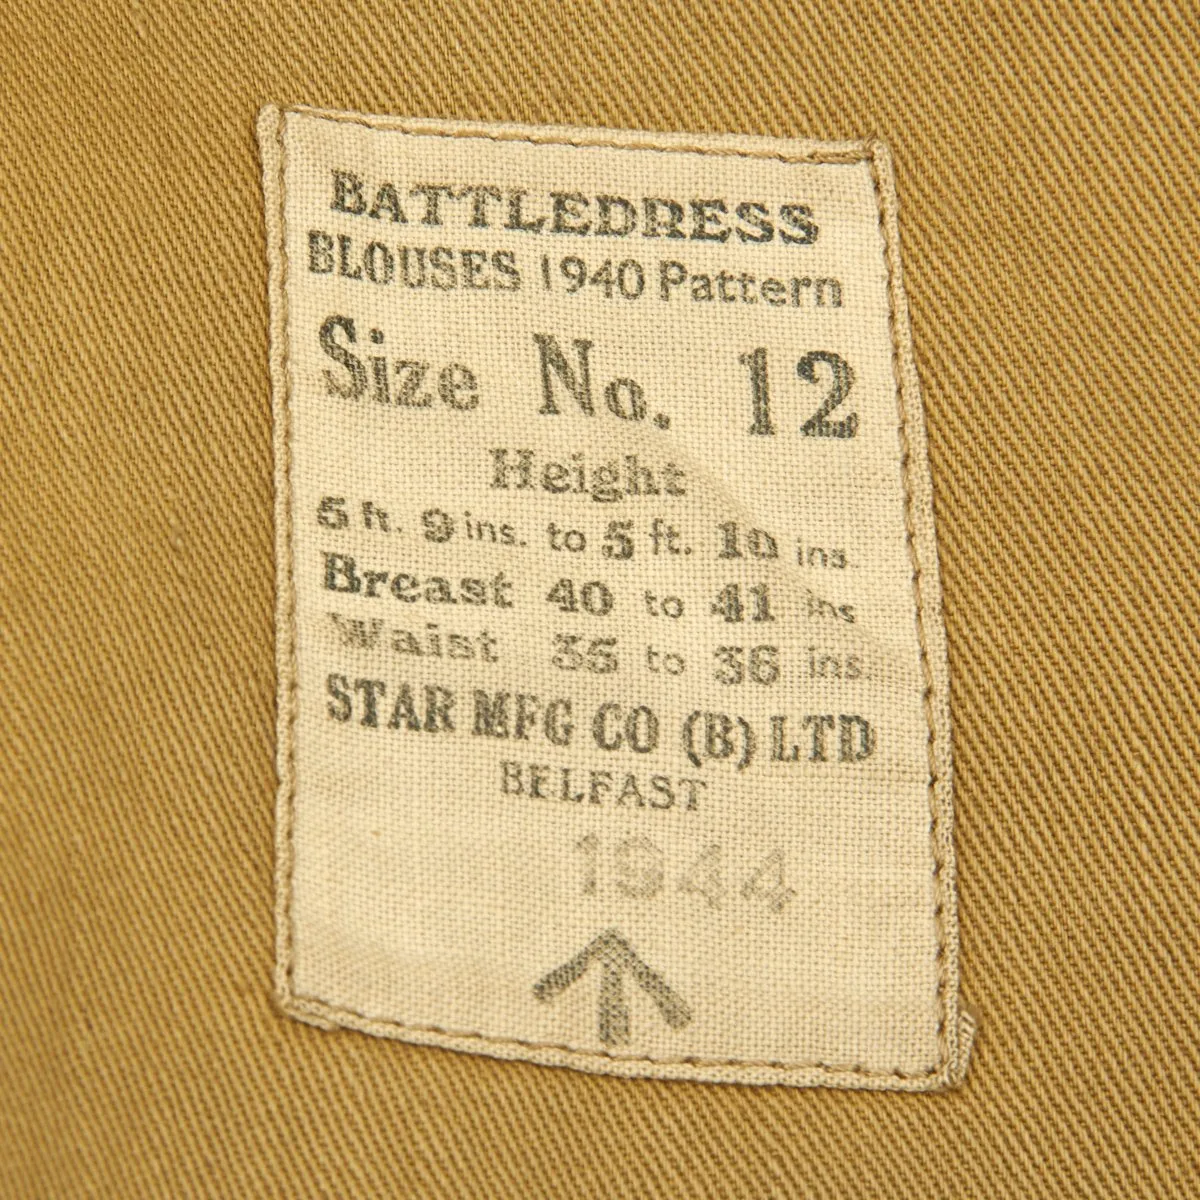 BATTLEDRESS
BLOUSES 1940 Pattern
Size No. 12
Height
5 ft. 9 ins. to 5 ft. 10 ins.
Breast 40 to 41 ins
Waist 35 to 36 ins.
STAR MFG CO (B) LTD
BELFAST
1944